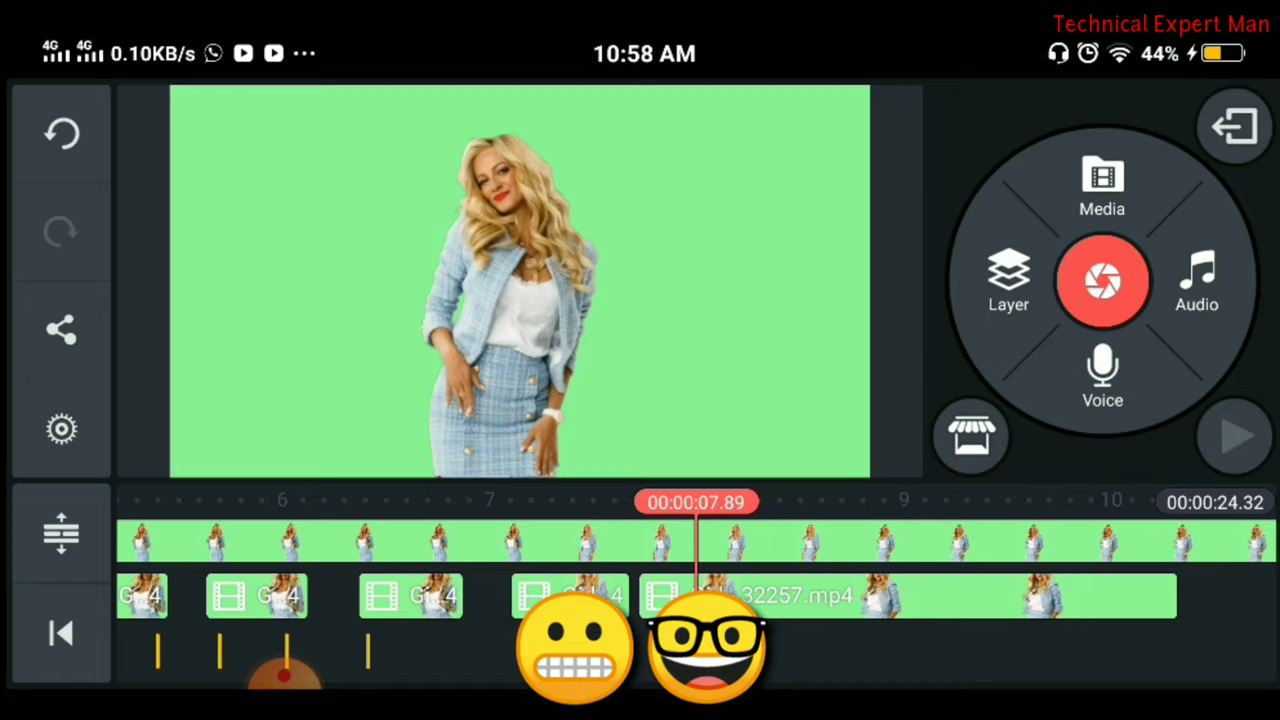 Technical Expert Man
4G 4G 0.10KB/s
10:58 AM
44%
Media
Layer
Audio
Voice
6
7
00:00:07.89
9
10
00:00:24.32
32257.mp4